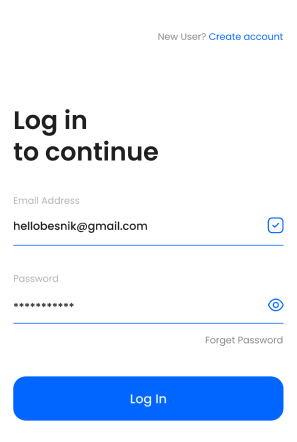 New User? Create account
Log in
to continue
Email Address
hellobesnik@gmail.com
Password
***********
Forget Password
Log In